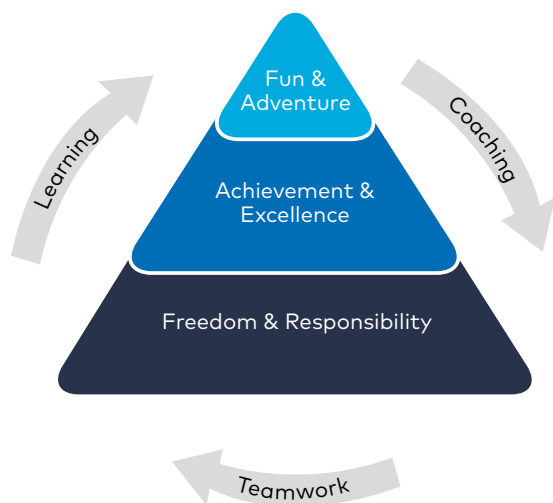 Fun &
Adventure
Learning
Coaching
Achievement &
Excellence
Freedom & Responsibility
Teamwork